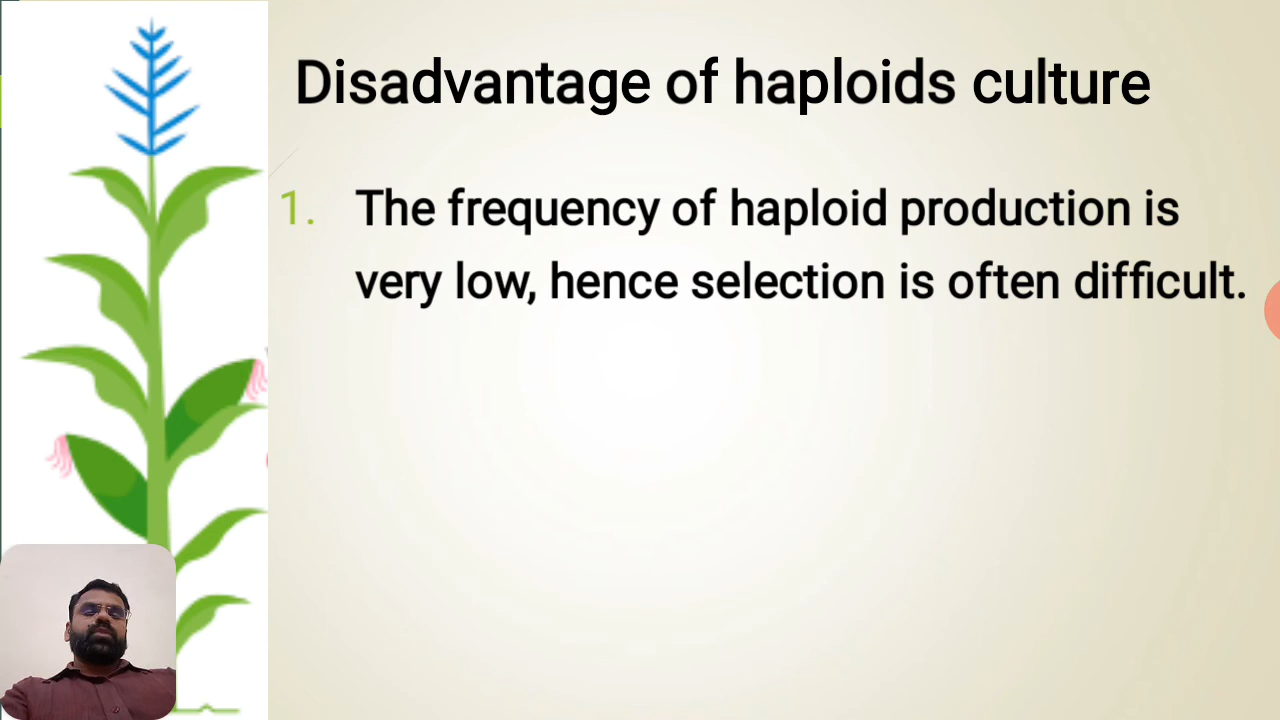 Disadvantage of haploids culture
1. The frequency of haploid production is
very low, hence selection is often difficult.